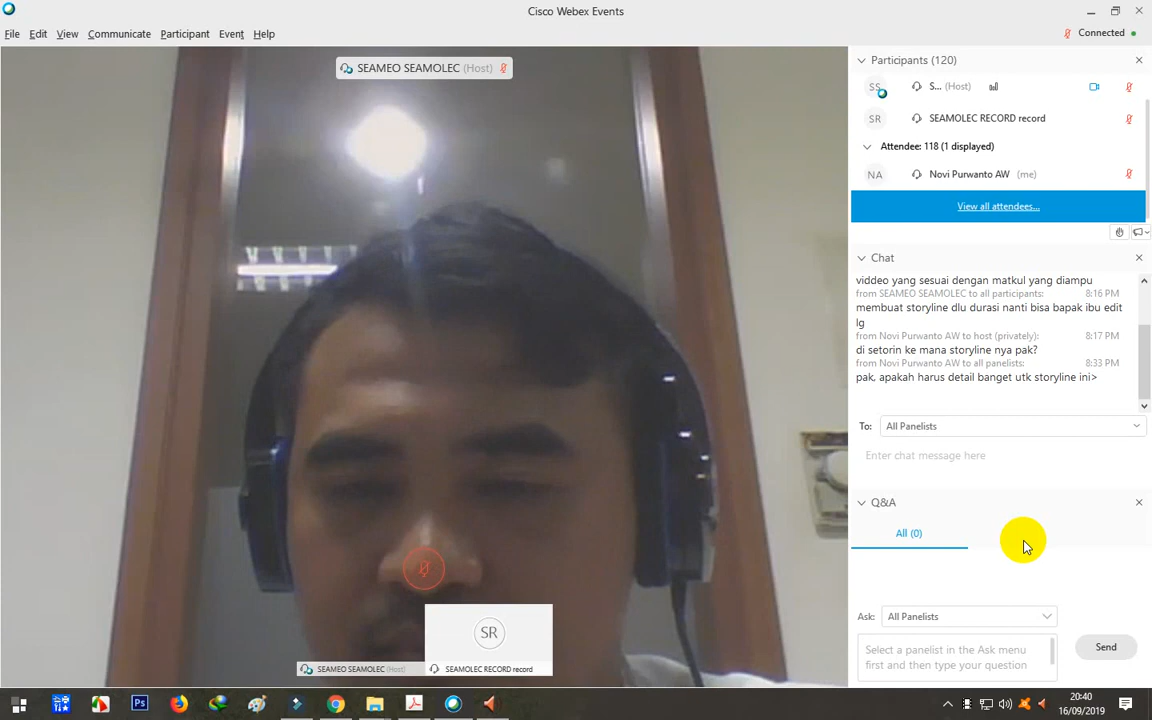 Cisco Webex Events
File Edit View Communicate Participant Event Help
Connected
SEAMEO SEAMOLEC (Host)
Participants (120)
SS S... (Host)
SR SEAMOLEC RECORD record
Attendee: 118 (1 displayed)
NA Novi Purwanto AW (me)
View all attendees...
Chat
viddeo yang sesuai dengan matkul yang diampu
from SEAMEO SEAMOLEC to all participants: 8:16 PM
membuat storyline dlu durasi nanti bisa bapak ibu edit
lg
from Novi Purwanto AW to host (privately): 8:17 PM
di setorin ke mana storyline nya pak?
from Novi Purwanto AW to all panelists: 8:33 PM
pak, apakah harus detail banget utk storyline ini>
To: All Panelists
Enter chat message here
Q&A
All (0)
Ask: All Panelists
Select a panelist in the Ask menu
first and then type your question
Send
SR
SEAMEO SEAMOLEC (Host)
SEAMOLEC RECORD record
Ps
20:40
16/09/2019